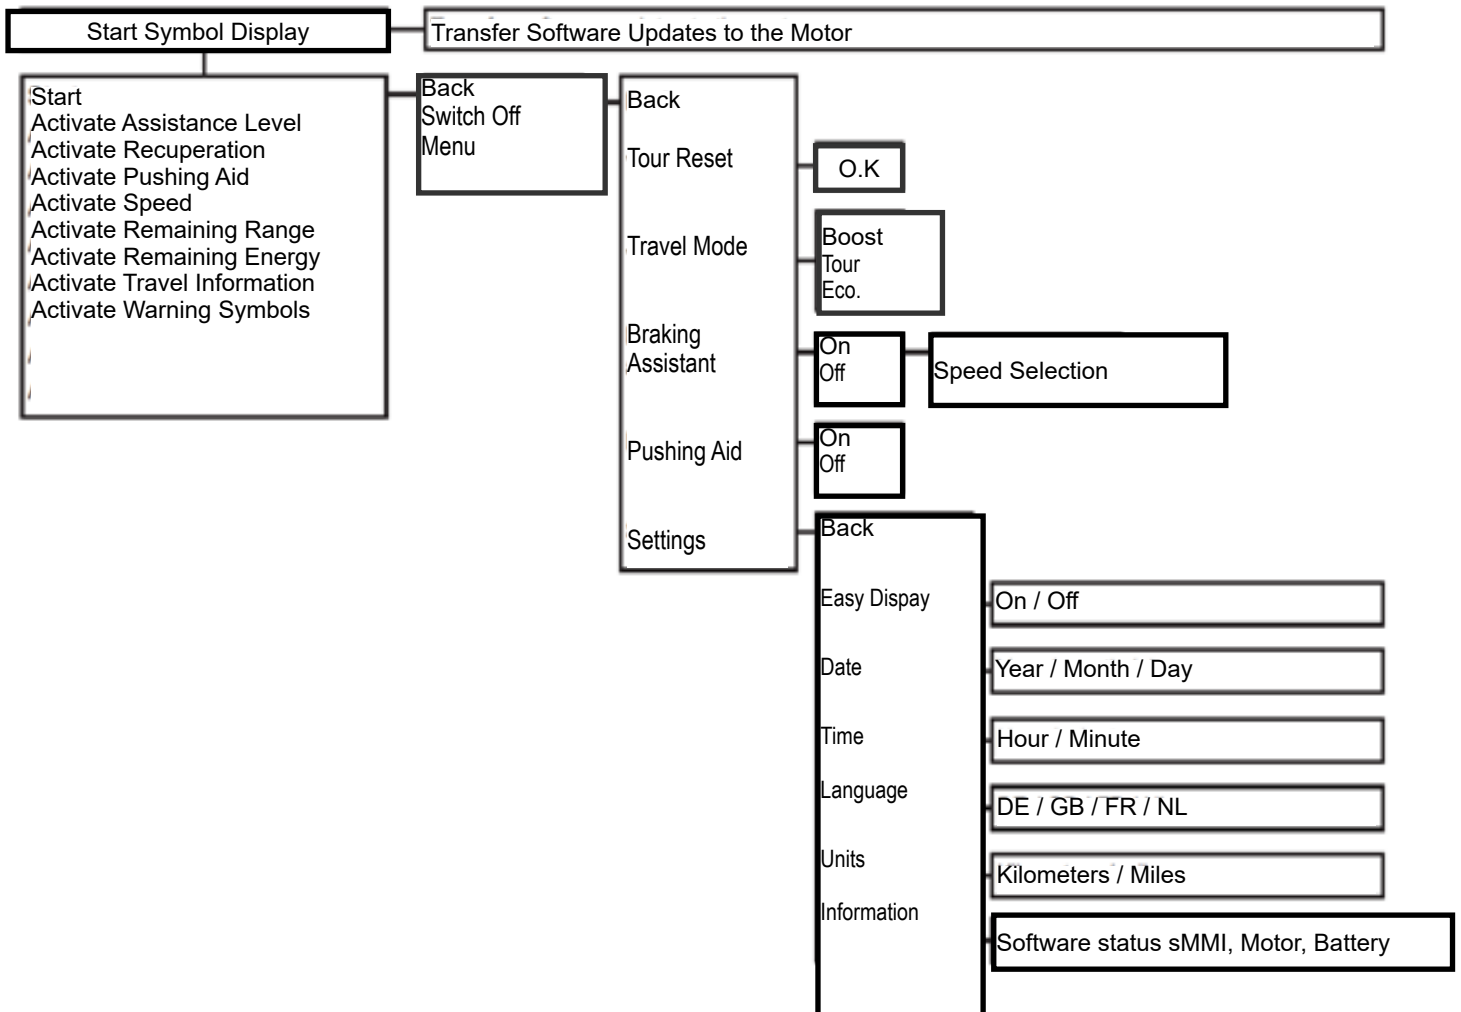 Start Symbol Display
Transfer Software Updates to the Motor
Start
Activate Assistance Level
Activate Recuperation
Activate Pushing Aid
Activate Speed
Activate Remaining Range
Activate Remaining Energy
Activate Travel Information
Activate Warning Symbols
Back
Switch Off
Menu
Back
Tour Reset
O.K
Travel Mode
Boost
Tour
Eco.
Braking
Assistant
On
Off
Speed Selection
Pushing Aid
On
Off
Settings
Back
Easy Dispay
On / Off
Date
Year / Month / Day
Time
Hour / Minute
Language
DE / GB / FR / NL
Units
Kilometers / Miles
Information
Software status sMMI, Motor, Battery